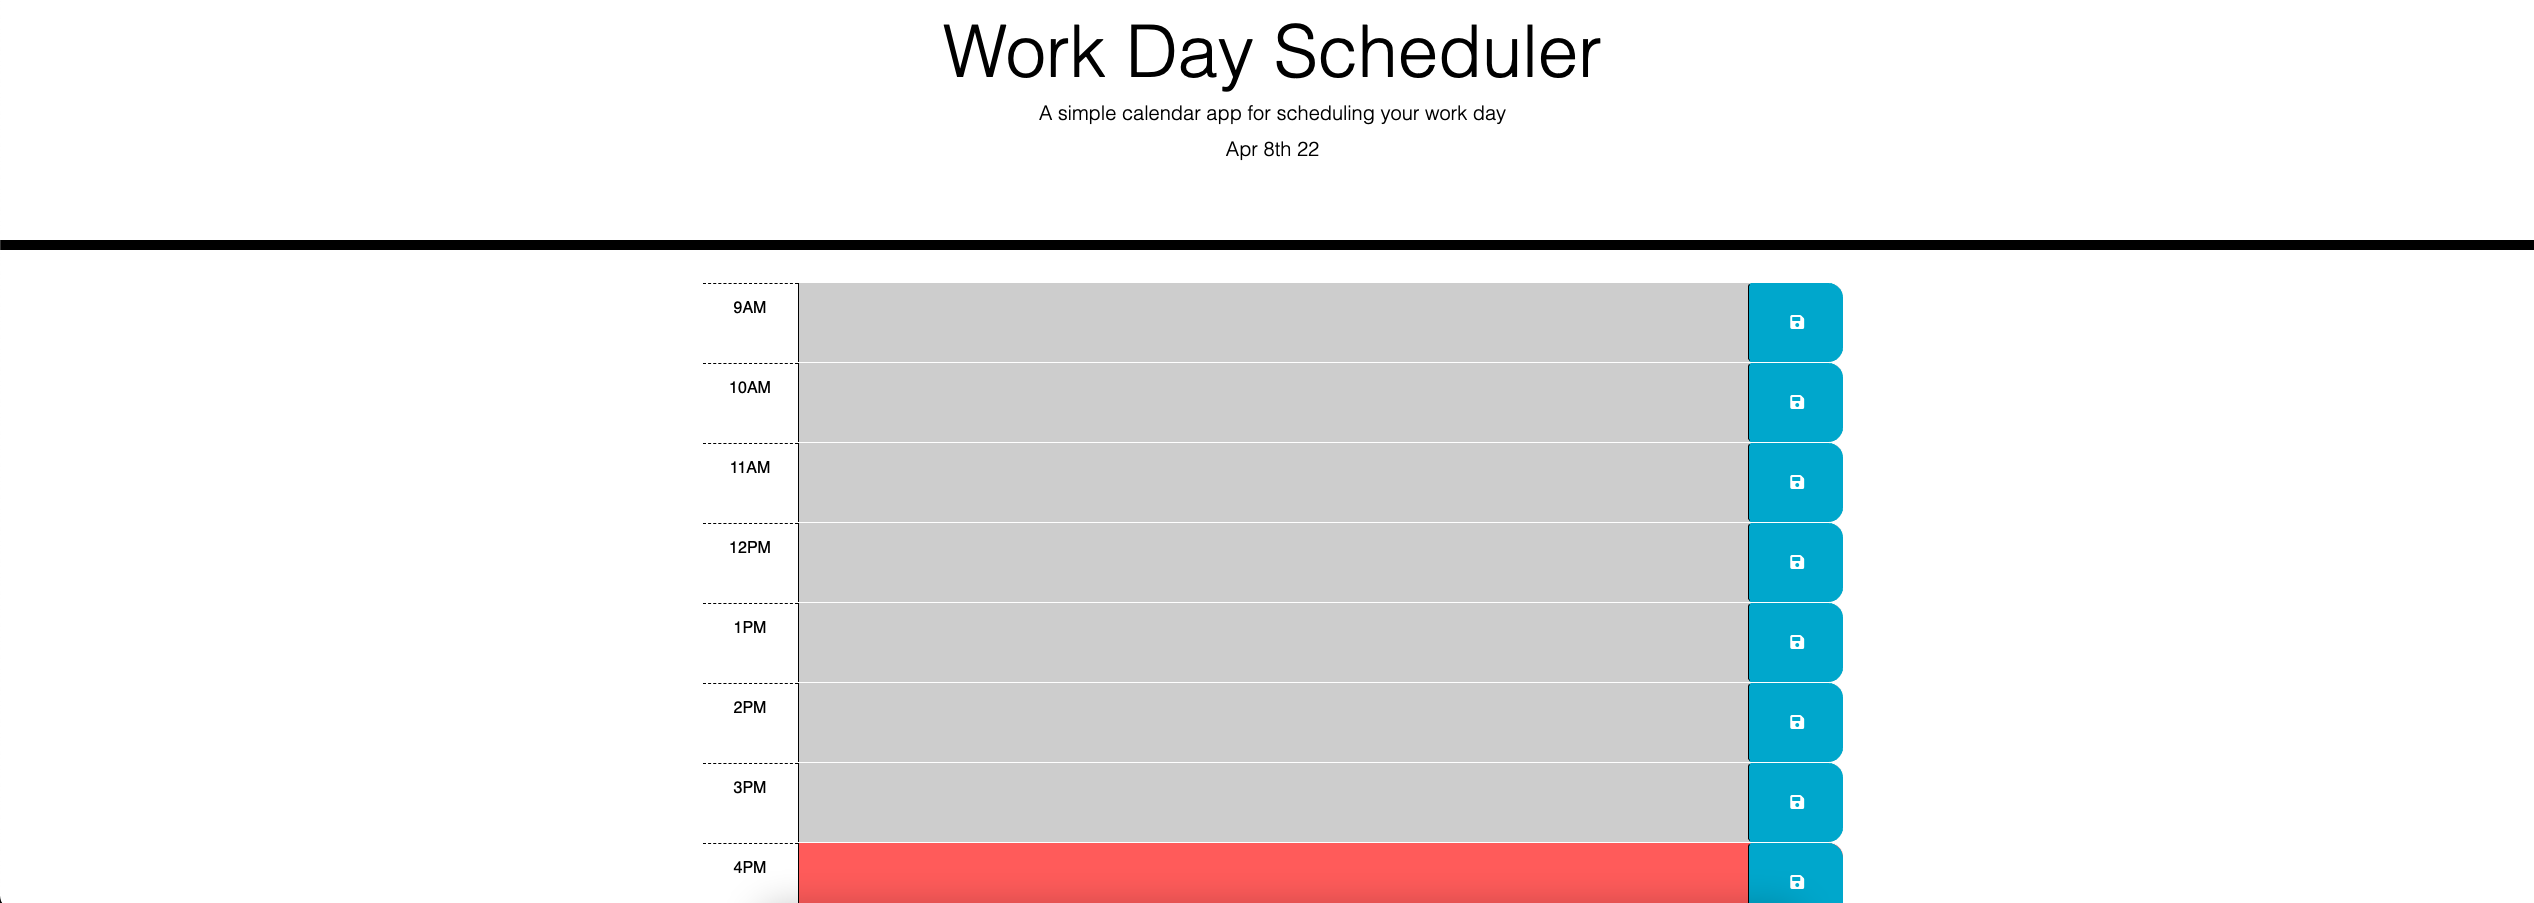 Work Day Scheduler
A simple calendar app for scheduling your work day
Apr 8th 22
9AM
10AM
11AM
12PM
1PM
2PM
3PM
4PM